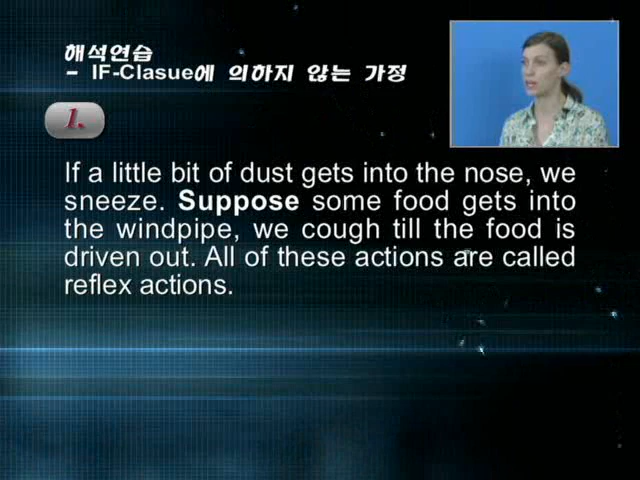 해석연습
- IF-Clasue에 의하지 않는 가정
1.
If a little bit of dust gets into the nose, we
sneeze. Suppose some food gets into
the windpipe, we cough till the food is
driven out. All of these actions are called
reflex actions.